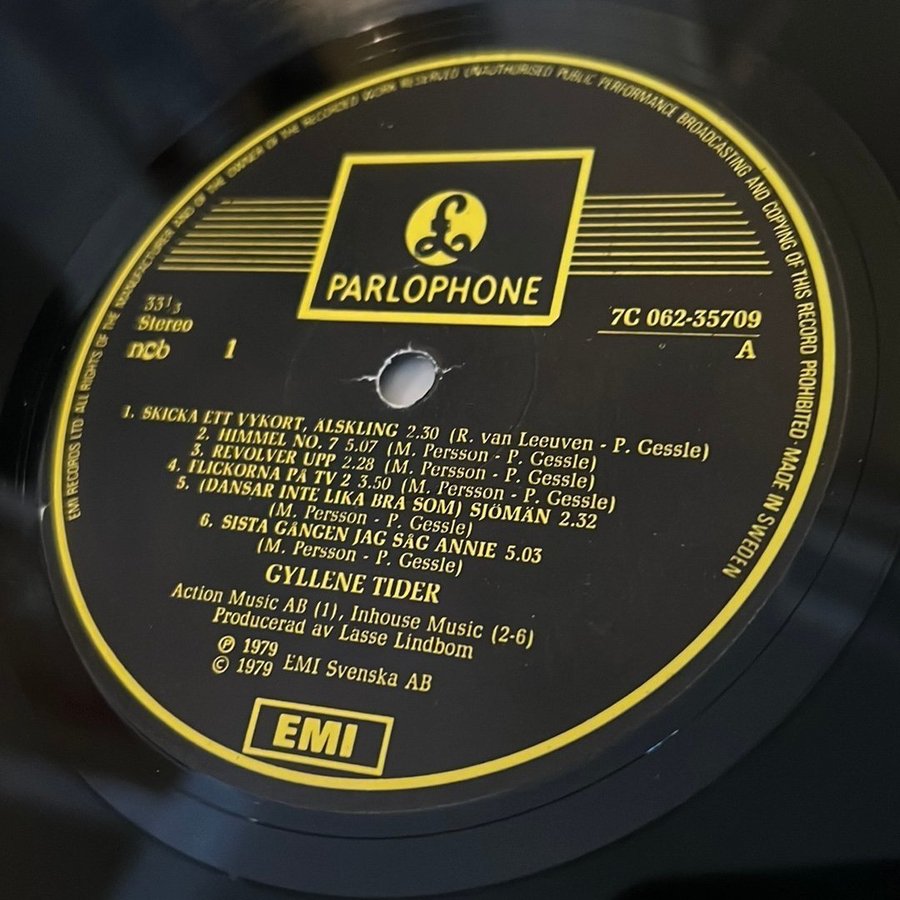 EMI RECORDS LTD ALL RIGHTS OF THE MANUFACTURER AND OF THE OWNER OF THE RECORDED WORK RESERVED UNAUTHORISED PUBLIC PERFORMANCE BROADCASTING AND COPYING OF THIS RECORD PROHIBITED · MADE IN SWEDEN
£
PARLOPHONE
33 1/3
Stereo
ncb 1
7C 062-35709
A
1. SKICKA ETT VYKORT, ÄLSKLING 2.30 (R. van Leeuven - P. Gessle)
2. HIMMEL NO. 7 5.07 (M. Persson - P. Gessle)
3. REVOLVER UPP 2.28 (M. Persson - P. Gessle)
4. FLICKORNA PÅ TV 2 3.50 (M. Persson - P. Gessle)
5. (DANSAR INTE LIKA BRA SOM) SJÖMÄN 2.32
(M. Persson - P. Gessle)
6. SISTA GÅNGEN JAG SÅG ANNIE 5.03
(M. Persson - P. Gessle)
GYLLENE TIDER
Action Music AB (1), Inhouse Music (2-6)
Producerad av Lasse Lindbom
℗ 1979
© 1979 EMI Svenska AB
EMI